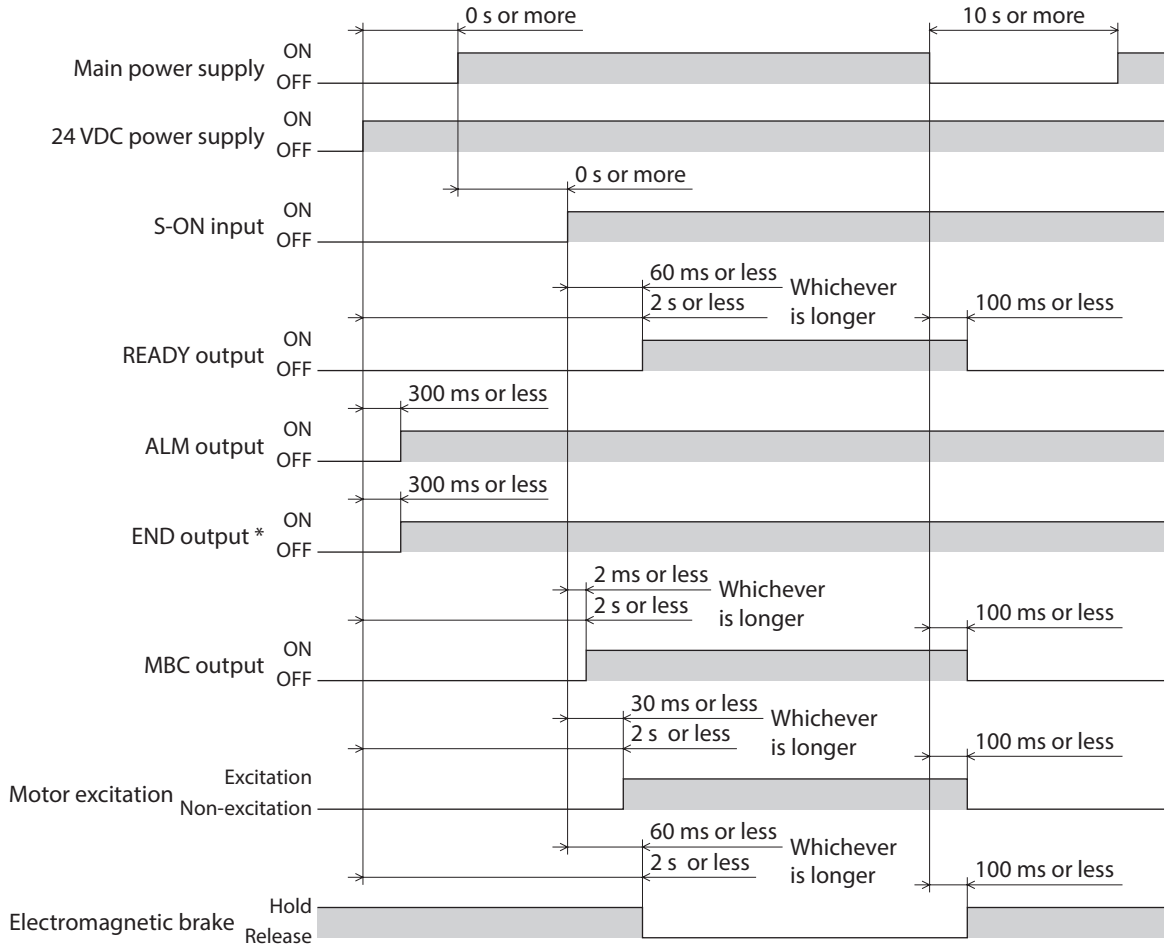 0 s or more
10 s or more
Main power supply
ON
OFF
24 VDC power supply
ON
OFF
0 s or more
S-ON input
ON
OFF
60 ms or less
2 s or less
Whichever
is longer
100 ms or less
READY output
ON
OFF
300 ms or less
ALM output
ON
OFF
300 ms or less
END output *
ON
OFF
2 ms or less
2 s or less
Whichever
is longer
100 ms or less
MBC output
ON
OFF
30 ms or less
2 s or less
Whichever
is longer
100 ms or less
Motor excitation
Excitation
Non-excitation
60 ms or less
2 s or less
Whichever
is longer
100 ms or less
Electromagnetic brake
Hold
Release